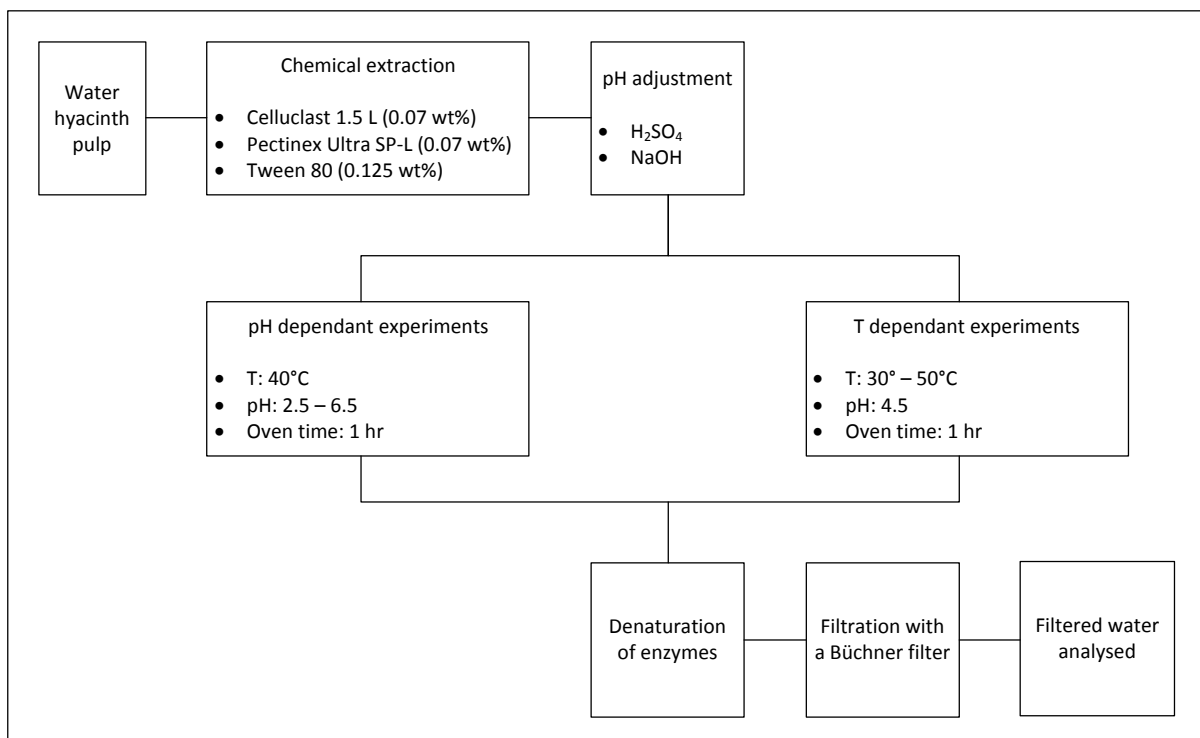 Water
hyacinth
pulp
Chemical extraction
• Celluclast 1.5 L (0.07 wt%)
• Pectinex Ultra SP-L (0.07 wt%)
• Tween 80 (0.125 wt%)
pH adjustment
• H₂SO₄
• NaOH
pH dependant experiments
• T: 40°C
• pH: 2.5 – 6.5
• Oven time: 1 hr
T dependant experiments
• T: 30° – 50°C
• pH: 4.5
• Oven time: 1 hr
Denaturation
of enzymes
Filtration with
a Büchner filter
Filtered water
analysed